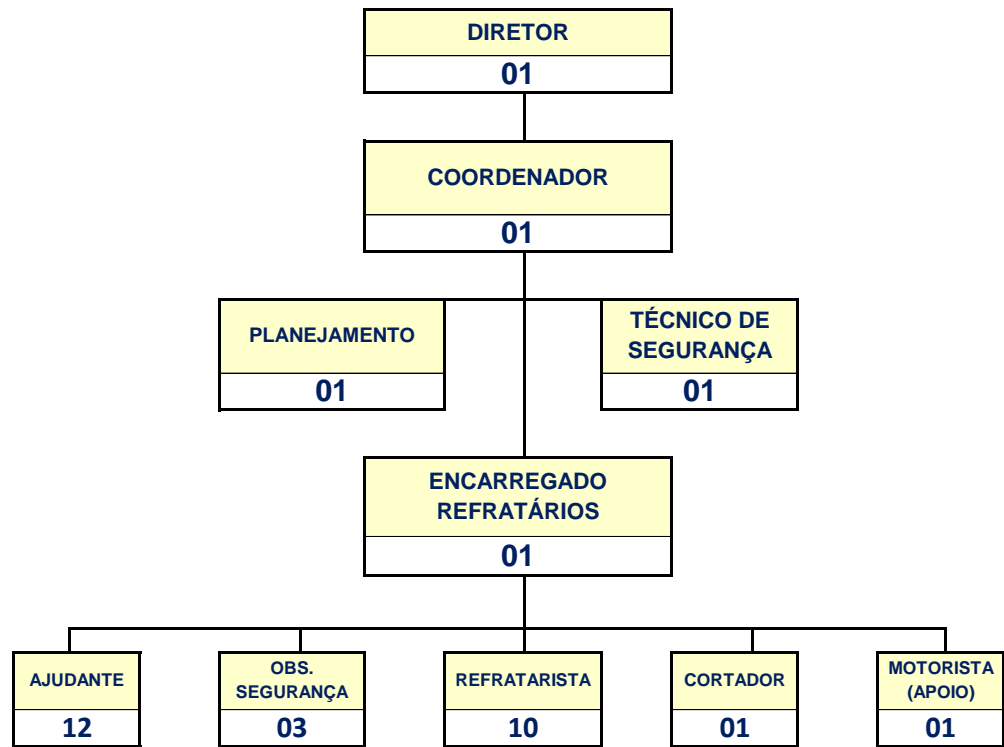 DIRETOR
01
COORDENADOR
01
PLANEJAMENTO
01
TÉCNICO DE
SEGURANÇA
01
ENCARREGADO
REFRATÁRIOS
01
AJUDANTE
12
OBS.
SEGURANÇA
03
REFRATARISTA
10
CORTADOR
01
MOTORISTA
(APOIO)
01